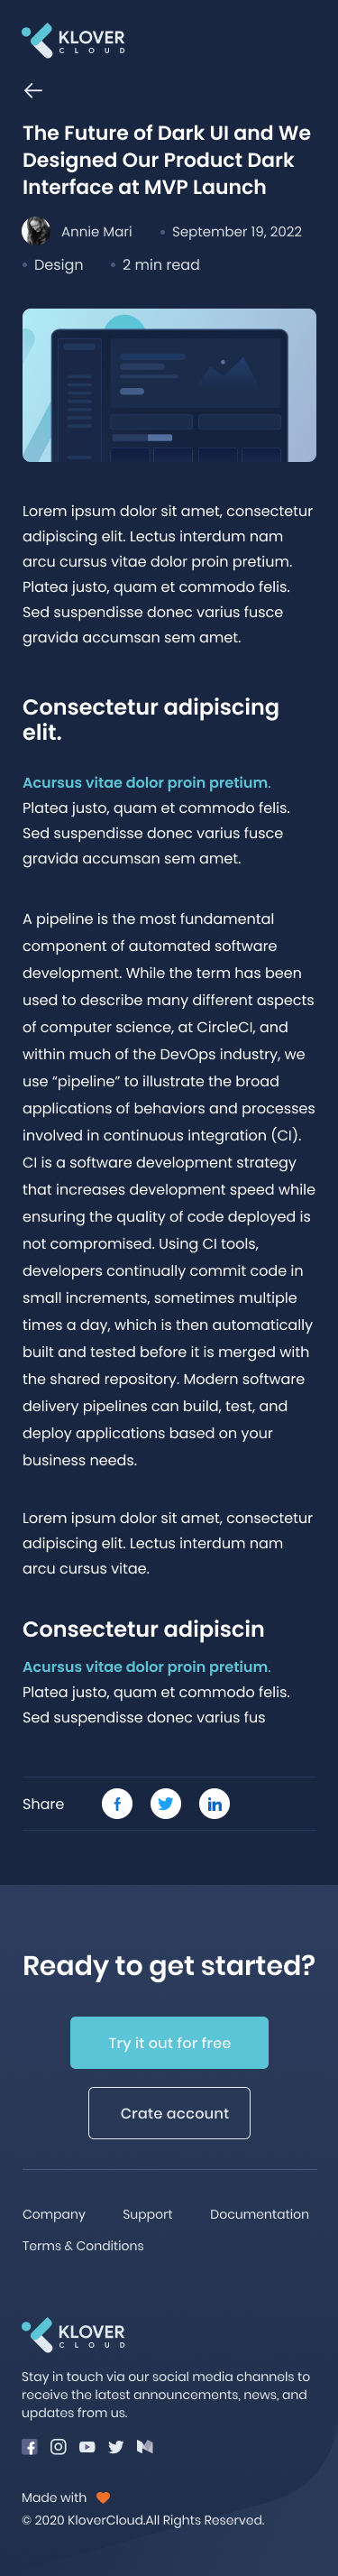 KLOVER
CLOUD
The Future of Dark UI and We
Designed Our Product Dark
Interface at MVP Launch
Annie Mari • September 19, 2022
• Design • 2 min read
Lorem ipsum dolor sit amet, consectetur
adipiscing elit. Lectus interdum nam
arcu cursus vitae dolor proin pretium.
Platea justo, quam et commodo felis.
Sed suspendisse donec varius fusce
gravida accumsan sem amet.
Consectetur adipiscing
elit.
Acursus vitae dolor proin pretium.
Platea justo, quam et commodo felis.
Sed suspendisse donec varius fusce
gravida accumsan sem amet.
A pipeline is the most fundamental
component of automated software
development. While the term has been
used to describe many different aspects
of computer science, at CircleCI, and
within much of the DevOps industry, we
use “pipeline” to illustrate the broad
applications of behaviors and processes
involved in continuous integration (CI).
CI is a software development strategy
that increases development speed while
ensuring the quality of code deployed is
not compromised. Using CI tools,
developers continually commit code in
small increments, sometimes multiple
times a day, which is then automatically
built and tested before it is merged with
the shared repository. Modern software
delivery pipelines can build, test, and
deploy applications based on your
business needs.
Lorem ipsum dolor sit amet, consectetur
adipiscing elit. Lectus interdum nam
arcu cursus vitae.
Consectetur adipiscin
Acursus vitae dolor proin pretium.
Platea justo, quam et commodo felis.
Sed suspendisse donec varius fus
Share
Ready to get started?
Try it out for free
Crate account
Company Support Documentation
Terms & Conditions
KLOVER
CLOUD
Stay in touch via our social media channels to
receive the latest announcements, news, and
updates from us.
Made with
© 2020 KloverCloud.All Rights Reserved.